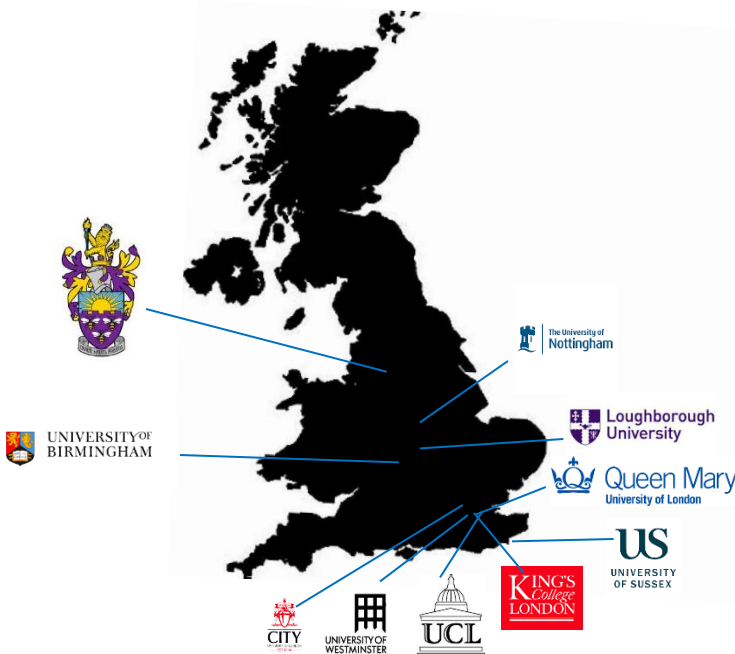 The University of
Nottingham
Loughborough
University
UNIVERSITY OF
BIRMINGHAM
Queen Mary
University of London
US
UNIVERSITY
OF SUSSEX
KING'S
College
LONDON
CITY
UNIVERSITY OF
WESTMINSTER
UCL